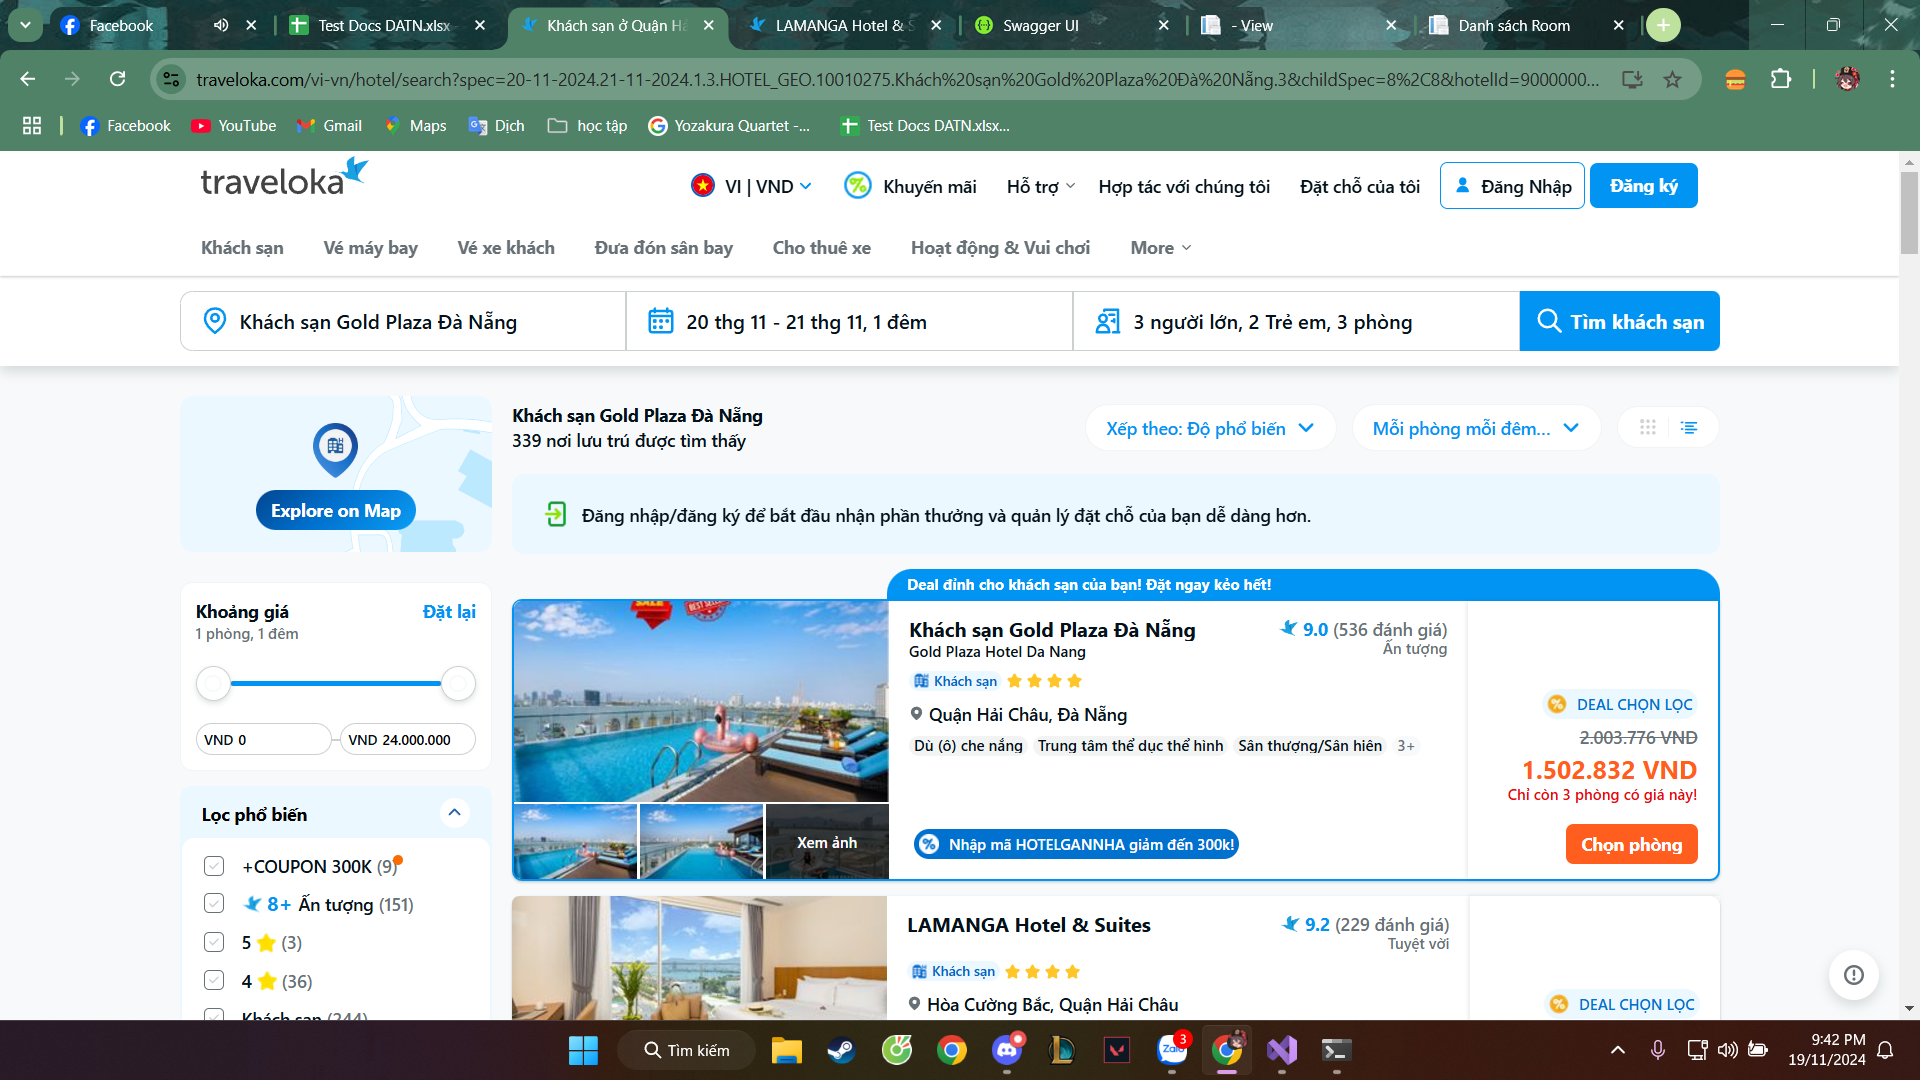 Facebook
Test Docs DATN.xlsx
Khách sạn ở Quận Hả
LAMANGA Hotel & S
Swagger UI
- View
Danh sách Room
traveloka.com/vi-vn/hotel/search?spec=20-11-2024.21-11-2024.1.3.HOTEL_GEO.10010275.Khách%20sạn%20Gold%20Plaza%20Đà%20Nẵng.3&childSpec=8%2C8&hotelId=9000000...
Facebook
YouTube
Gmail
Maps
Dịch
học tập
Yozakura Quartet -...
Test Docs DATN.xlsx...
traveloka
VI | VND
Khuyến mãi
Hỗ trợ
Hợp tác với chúng tôi
Đặt chỗ của tôi
Đăng Nhập
Đăng ký
Khách sạn
Vé máy bay
Vé xe khách
Đưa đón sân bay
Cho thuê xe
Hoạt động & Vui chơi
More
Khách sạn Gold Plaza Đà Nẵng
20 thg 11 - 21 thg 11, 1 đêm
3 người lớn, 2 Trẻ em, 3 phòng
Tìm khách sạn
Explore on Map
Khách sạn Gold Plaza Đà Nẵng
339 nơi lưu trú được tìm thấy
Xếp theo: Độ phổ biến
Mỗi phòng mỗi đêm...
Đăng nhập/đăng ký để bắt đầu nhận phần thưởng và quản lý đặt chỗ của bạn dễ dàng hơn.
Khoảng giá
Đặt lại
1 phòng, 1 đêm
VND 0
VND 24.000.000
Lọc phổ biến
+COUPON 300K (9)
8+ Ấn tượng (151)
5 (3)
4 (36)
Khách sạn (244)
Deal đỉnh cho khách sạn của bạn! Đặt ngay kẻo hết!
SALE
BEST SELLER
Khách sạn Gold Plaza Đà Nẵng
9.0 (536 đánh giá)
Gold Plaza Hotel Da Nang
Ấn tượng
Khách sạn
Quận Hải Châu, Đà Nẵng
Dù (ô) che nắng
Trung tâm thể dục thể hình
Sân thượng/Sân hiên
3+
Xem ảnh
Nhập mã HOTELGANNHA giảm đến 300k!
DEAL CHỌN LỌC
2.003.776 VND
1.502.832 VND
Chỉ còn 3 phòng có giá này!
Chọn phòng
LAMANGA Hotel & Suites
9.2 (229 đánh giá)
Tuyệt vời
Khách sạn
Hòa Cường Bắc, Quận Hải Châu
DEAL CHỌN LỌC
Tìm kiếm
Zalo
3
9:42 PM
19/11/2024